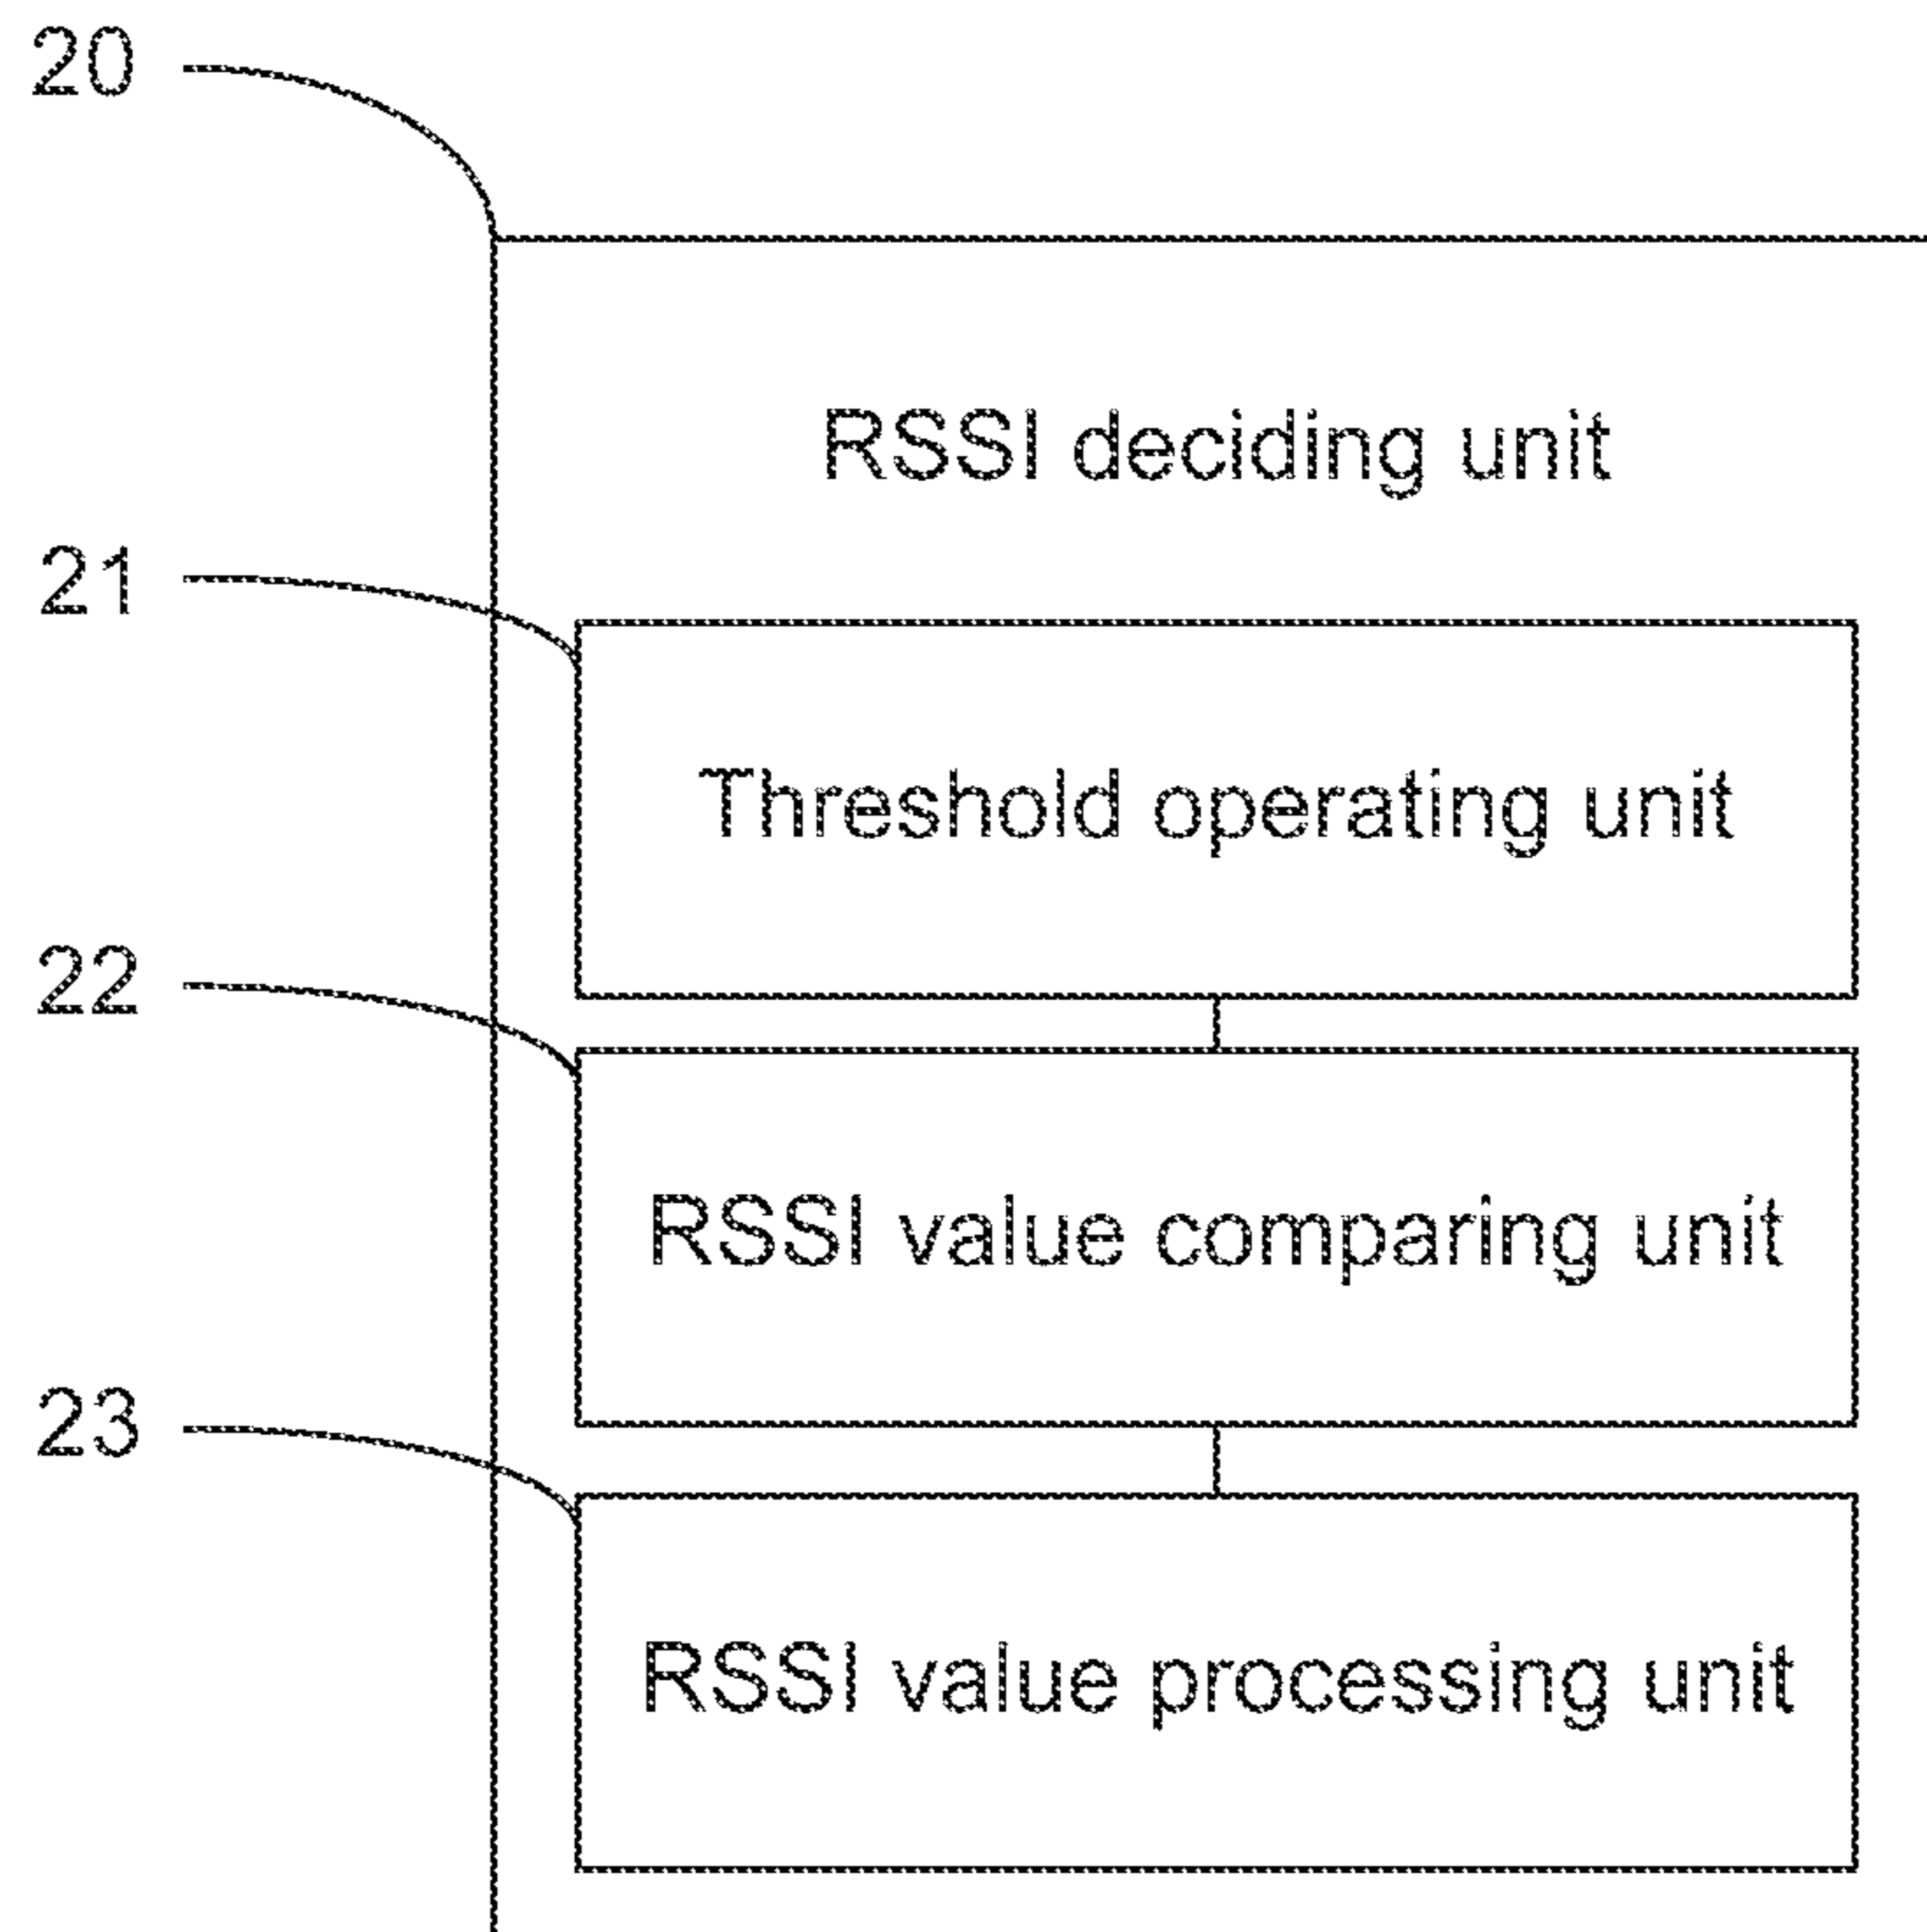 20
RSSI deciding unit
21
Threshold operating unit
22
RSSI value comparing unit
23
RSSI value processing unit